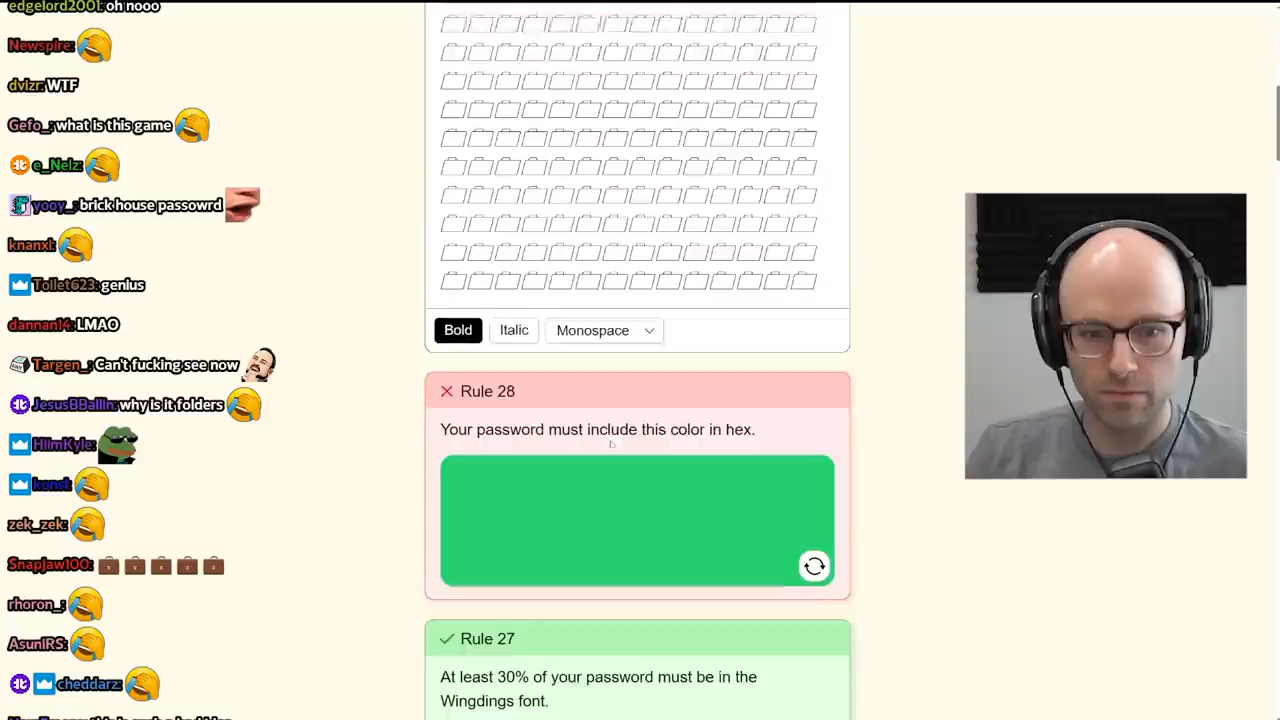 edgelord2001: oh nooo
Newspire:
dvizr: WTF
Gefo_: what is this game
e_Nelz:
yooy_: brick house passowrd
knanxl:
Toilet623: genius
dannan14: LMAO
Targen_: Can't fucking see now
JesusBBallin: why is it folders
HiimKyle:
konsl:
zek_zek:
SnapJaw100:
rhoron_:
AsuniRS:
cheddarz:
Bold Italic Monospace
Rule 28
Your password must include this color in hex.
Rule 27
At least 30% of your password must be in the
Wingdings font.